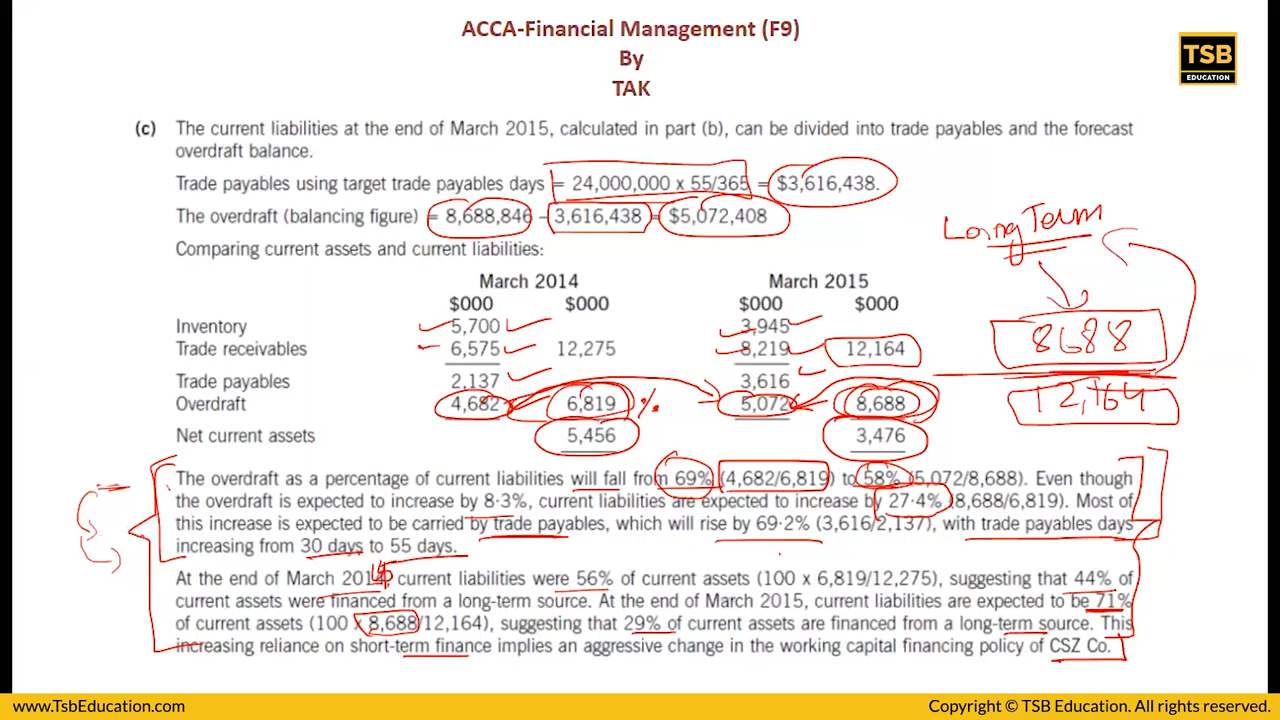 ACCA-Financial Management (F9)
By
TAK
TSB
EDUCATION
(c) The current liabilities at the end of March 2015, calculated in part (b), can be divided into trade payables and the forecast
overdraft balance.
Trade payables using target trade payables days = 24,000,000 x 55/365 = $3,616,438.
The overdraft (balancing figure) = 8,688,846 – 3,616,438 = $5,072,408
Comparing current assets and current liabilities:
March 2014 March 2015
$000 $000 $000 $000
Inventory 5,700 3,945
Trade receivables 6,575 12,275 8,219 12,164
Trade payables 2,137 3,616
Overdraft 4,682 6,819 % 5,072 8,688
Net current assets 5,456 3,476
Long Term
8688
12,164
The overdraft as a percentage of current liabilities will fall from 69% (4,682/6,819) to 58% (5,072/8,688). Even though
the overdraft is expected to increase by 8·3%, current liabilities are expected to increase by 27·4% (8,688/6,819). Most of
this increase is expected to be carried by trade payables, which will rise by 69·2% (3,616/2,137), with trade payables days
increasing from 30 days to 55 days.
At the end of March 2014 current liabilities were 56% of current assets (100 x 6,819/12,275), suggesting that 44% of
current assets were financed from a long-term source. At the end of March 2015, current liabilities are expected to be 71%
of current assets (100 x 8,688/12,164), suggesting that 29% of current assets are financed from a long-term source. This
increasing reliance on short-term finance implies an aggressive change in the working capital financing policy of CSZ Co.
www.TsbEducation.com
Copyright © TSB Education. All rights reserved.